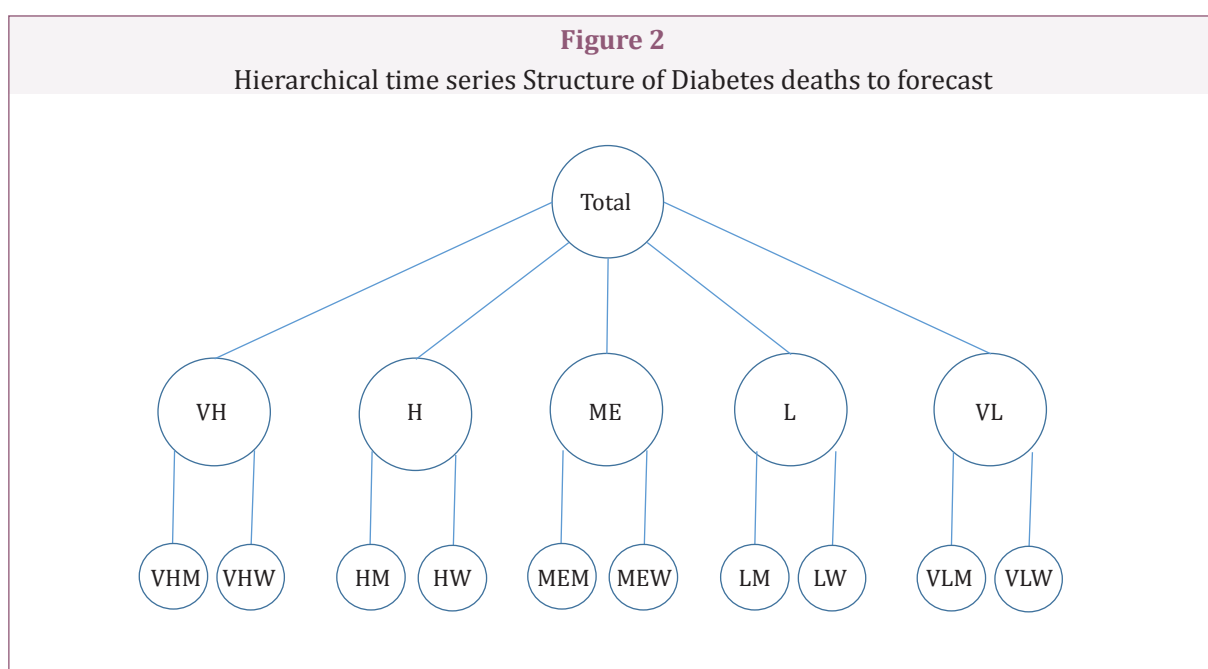 Figure 2
Hierarchical time series Structure of Diabetes deaths to forecast
Total
VH H ME L VL
VHM VHW HM HW MEM MEW LM LW VLM VLW